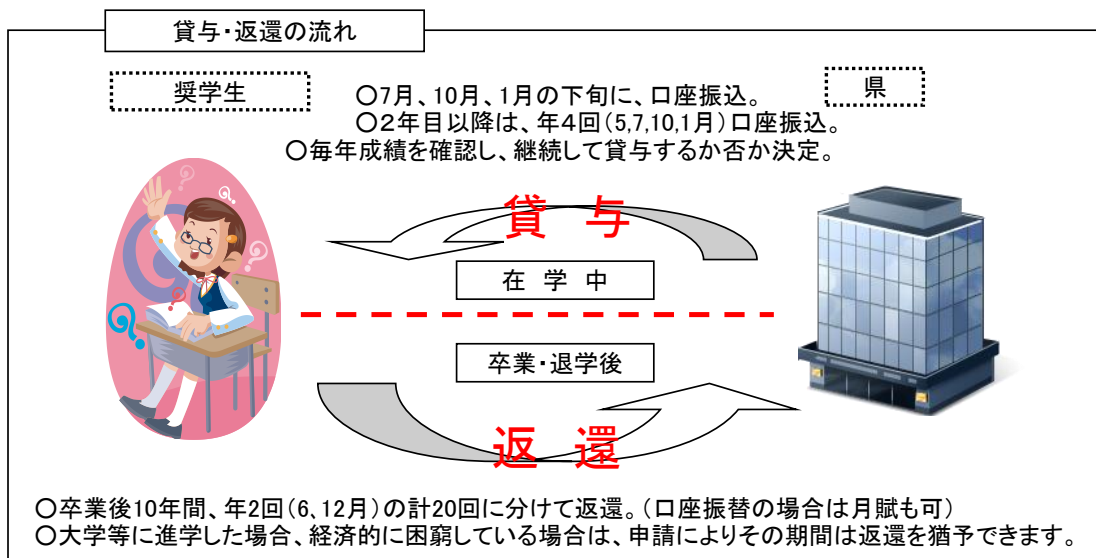 貸与・返還の流れ
奨学生
県
○7月、10月、1月の下旬に、口座振込。
○２年目以降は、年４回（5,7,10,1月）口座振込。
○毎年成績を確認し、継続して貸与するか否か決定。
貸 与
在 学 中
卒業・退学後
返 還
○卒業後10年間、年2回（6、12月）の計20回に分けて返還。（口座振替の場合は月賦も可）
○大学等に進学した場合、経済的に困窮している場合は、申請によりその期間は返還を猶予できます。